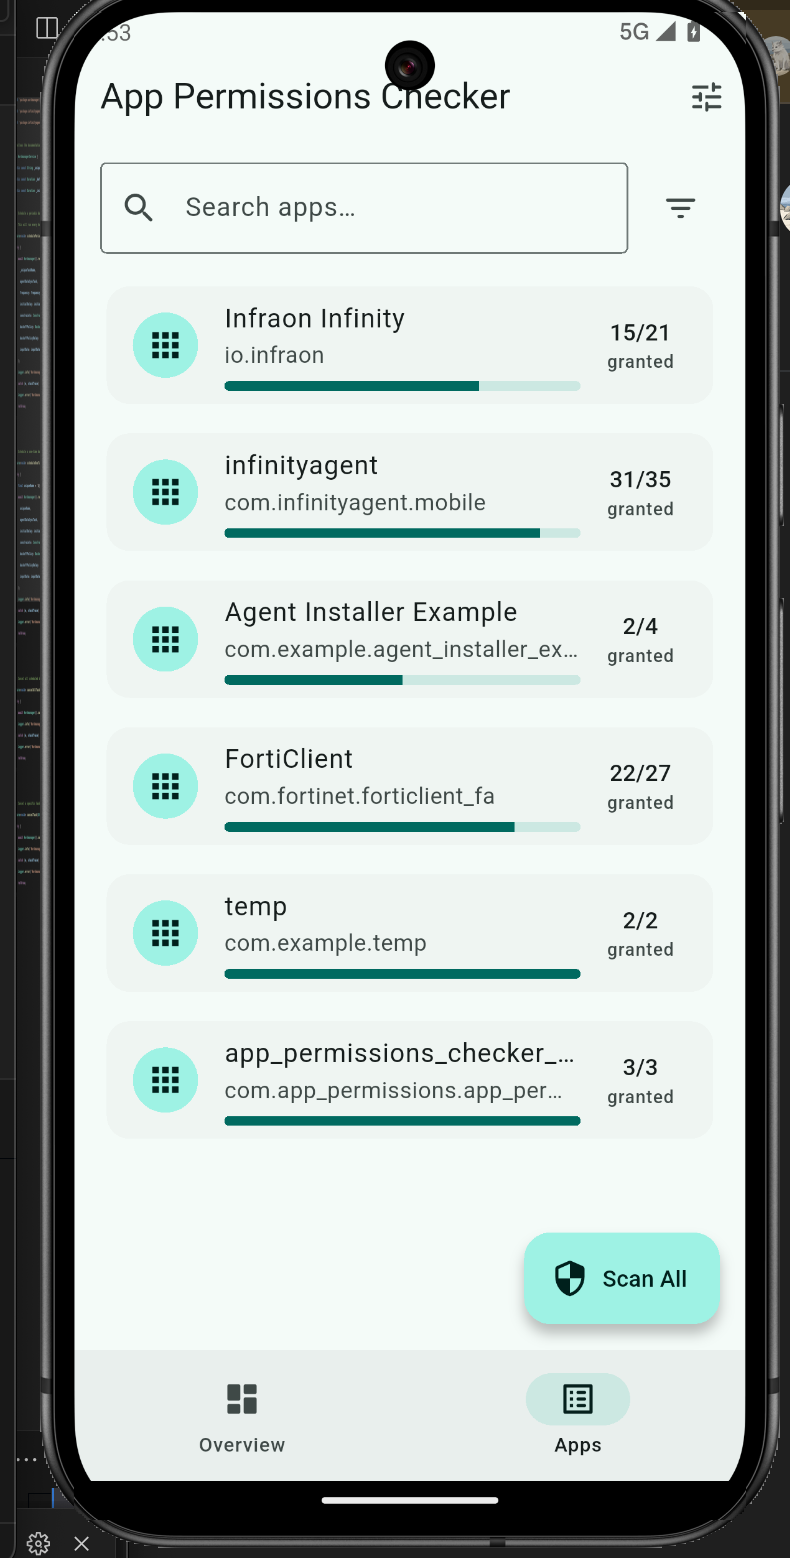 :53
5G
App Permissions Checker
Search apps…
Infraon Infinity
io.infraon
15/21
granted
infinityagent
com.infinityagent.mobile
31/35
granted
Agent Installer Example
com.example.agent_installer_ex…
2/4
granted
FortiClient
com.fortinet.forticlient_fa
22/27
granted
temp
com.example.temp
2/2
granted
app_permissions_checker_…
com.app_permissions.app_per…
3/3
granted
Scan All
Overview
Apps